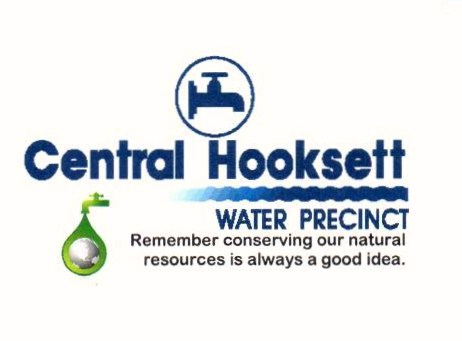 Central Hooksett
WATER PRECINCT
Remember conserving our natural
resources is always a good idea.